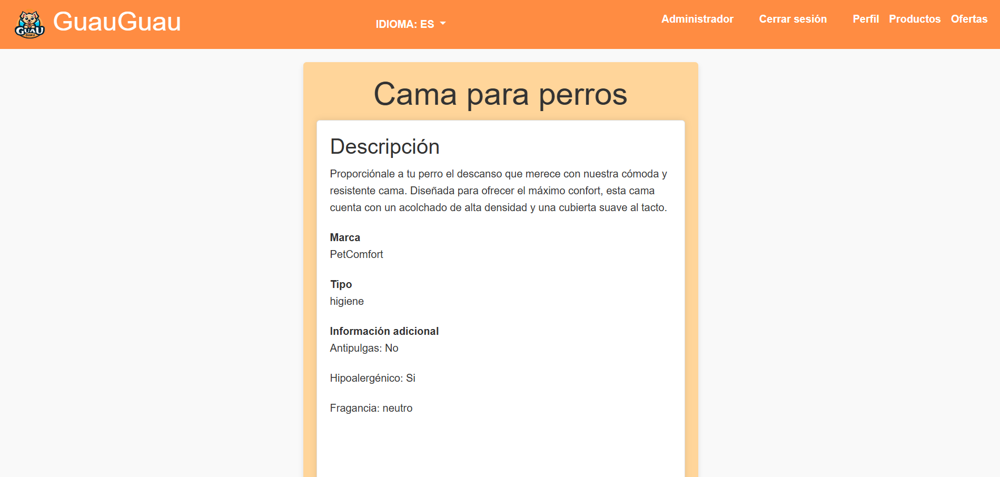 GUAU
GUAU
GuauGuau
IDIOMA: ES
Administrador
Cerrar sesión
Perfil
Productos
Ofertas
Cama para perros
Descripción
Proporciónale a tu perro el descanso que merece con nuestra cómoda y
resistente cama. Diseñada para ofrecer el máximo confort, esta cama
cuenta con un acolchado de alta densidad y una cubierta suave al tacto.
Marca
PetComfort
Tipo
higiene
Información adicional
Antipulgas: No
Hipoalergénico: Si
Fragancia: neutro